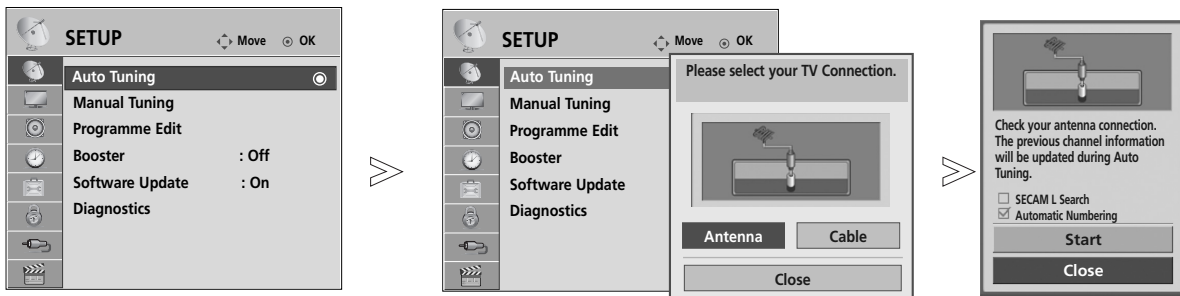 SETUP
Move OK
Auto Tuning
Manual Tuning
Programme Edit
Booster : Off
Software Update : On
Diagnostics
SETUP
Move OK
Auto Tuning
Manual Tuning
Programme Edit
Booster
Software Update
Diagnostics
Please select your TV Connection.
Antenna Cable
Close
Check your antenna connection.
The previous channel information
will be updated during Auto
Tuning.
SECAM L Search
Automatic Numbering
Start
Close